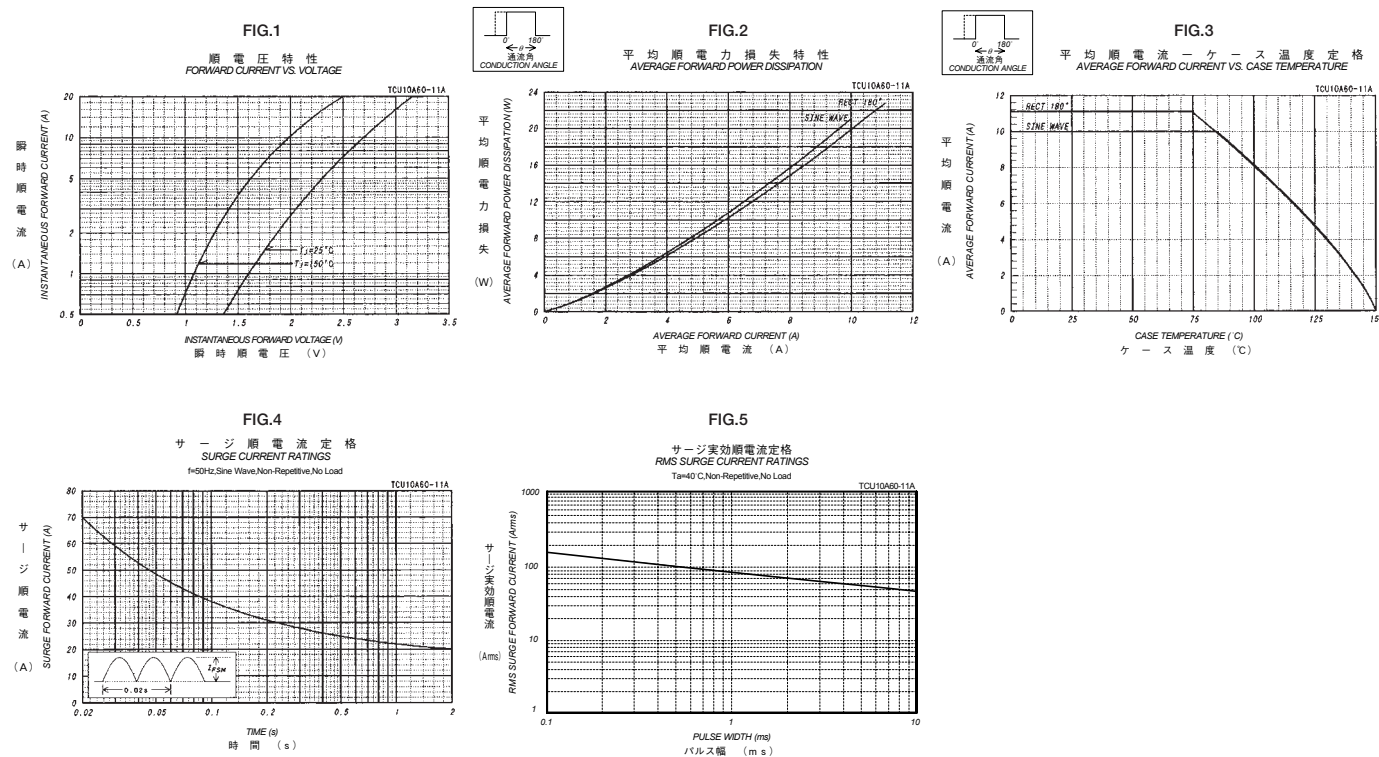 FIG.1
順電圧特性
FORWARD CURRENT VS. VOLTAGE
TCU10A60-11A
瞬時順電流 (A)
INSTANTANEOUS FORWARD CURRENT (A)
20
10
5
2
1
0.5
Tj=25°C
Tj=150°C
0 0.5 1 1.5 2 2.5 3 3.5
INSTANTANEOUS FORWARD VOLTAGE (V)
瞬時順電圧 (V)
0° 180°
θ
通流角
CONDUCTION ANGLE
FIG.2
平均順電力損失特性
AVERAGE FORWARD POWER DISSIPATION
TCU10A60-11A
平均順電力損失 (W)
AVERAGE FORWARD POWER DISSIPATION (W)
24
20
16
12
8
4
0
RECT 180°
SINE WAVE
0 2 4 6 8 10 12
AVERAGE FORWARD CURRENT (A)
平均順電流 (A)
0° 180°
θ
通流角
CONDUCTION ANGLE
FIG.3
平均順電流ーケース温度定格
AVERAGE FORWARD CURRENT VS. CASE TEMPERATURE
TCU10A60-11A
平均順電流 (A)
AVERAGE FORWARD CURRENT (A)
12
10
8
6
4
2
0
RECT 180°
SINE WAVE
0 25 50 75 100 125 15
CASE TEMPERATURE (°C)
ケース温度 (℃)
FIG.4
サージ順電流定格
SURGE CURRENT RATINGS
f=50Hz,Sine Wave,Non-Repetitive,No Load
TCU10A60-11A
サージ順電流 (A)
SURGE FORWARD CURRENT (A)
80
70
60
50
40
30
20
10
0
IFSM
0.02s
0.02 0.05 0.1 0.2 0.5 1 2
TIME (s)
時間 (s)
FIG.5
サージ実効順電流定格
RMS SURGE CURRENT RATINGS
Ta=40°C,Non-Repetitive,No Load
TCU10A60-11A
サージ実効順電流 (Arms)
RMS SURGE FORWARD CURRENT (Arms)
1000
100
10
1
0.1 1 10
PULSE WIDTH (ms)
パルス幅 (ms)